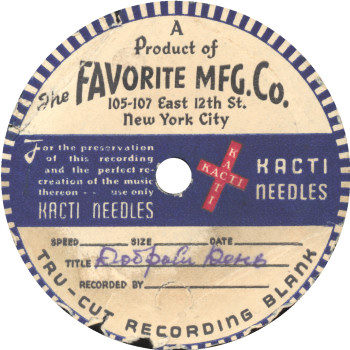 A
Product of
The FAVORITE MFG. Co.
105-107 East 12th St.
New York City
For the preservation
of this recording
and the perfect re-
creation of the music
thereon -- use only
KACTI NEEDLES
KACTI
KACTI
KACTI
NEEDLES
SPEED SIZE DATE
TITLE Добрый День
RECORDED BY
TRU-CUT RECORDING BLANK